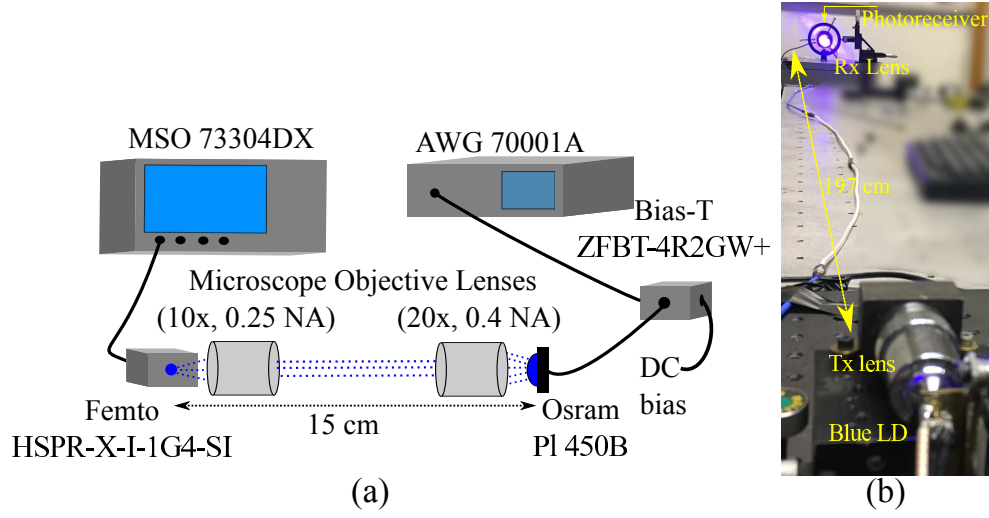 MSO 73304DX
AWG 70001A
Bias-T
ZFBT-4R2GW+
Microscope Objective Lenses
(10x, 0.25 NA)
(20x, 0.4 NA)
DC
bias
Femto
HSPR-X-I-1G4-SI
15 cm
Osram
Pl 450B
(a)
Photoreceiver
Rx Lens
197 cm
Tx lens
Blue LD
(b)